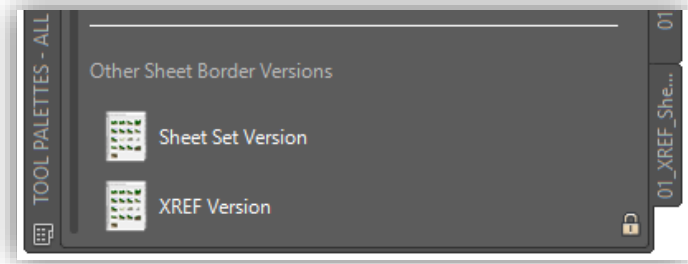 TOOL PALETTES - ALL
Other Sheet Border Versions
Sheet Set Version
XREF Version
01
01_XREF_She...